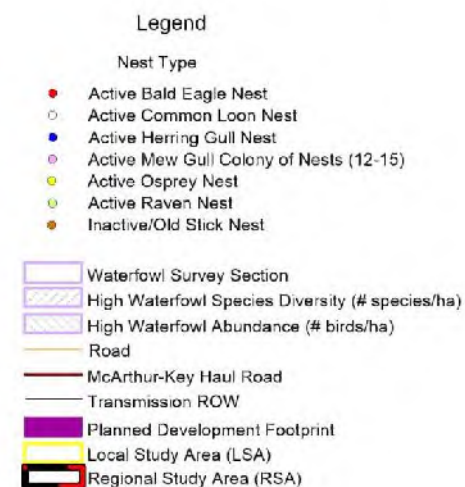 Legend
Nest Type
Active Bald Eagle Nest
Active Common Loon Nest
Active Herring Gull Nest
Active Mew Gull Colony of Nests (12-15)
Active Osprey Nest
Active Raven Nest
Inactive/Old Stick Nest
Waterfowl Survey Section
High Waterfowl Species Diversity (# species/ha)
High Waterfowl Abundance (# birds/ha)
Road
McArthur-Key Haul Road
Transmission ROW
Planned Development Footprint
Local Study Area (LSA)
Regional Study Area (RSA)